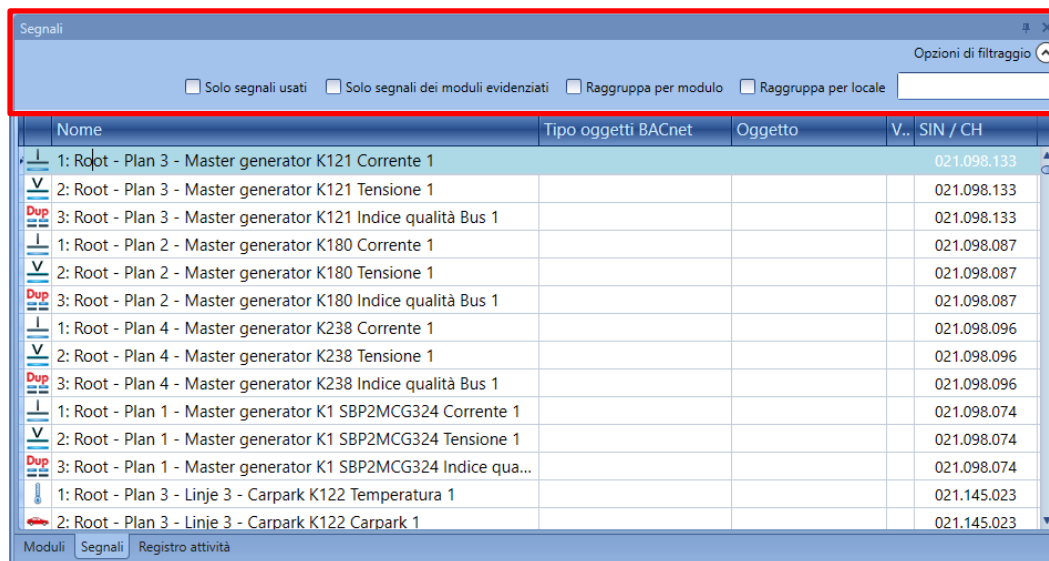 Segnali
Opzioni di filtraggio
Solo segnali usati Solo segnali dei moduli evidenziati Raggruppa per modulo Raggruppa per locale
Nome Tipo oggetti BACnet Oggetto V.. SIN / CH
1: Root - Plan 3 - Master generator K121 Corrente 1 021.098.133
V 2: Root - Plan 3 - Master generator K121 Tensione 1 021.098.133
Dup 3: Root - Plan 3 - Master generator K121 Indice qualità Bus 1 021.098.133
I 1: Root - Plan 2 - Master generator K180 Corrente 1 021.098.087
V 2: Root - Plan 2 - Master generator K180 Tensione 1 021.098.087
Dup 3: Root - Plan 2 - Master generator K180 Indice qualità Bus 1 021.098.087
I 1: Root - Plan 4 - Master generator K238 Corrente 1 021.098.096
V 2: Root - Plan 4 - Master generator K238 Tensione 1 021.098.096
Dup 3: Root - Plan 4 - Master generator K238 Indice qualità Bus 1 021.098.096
I 1: Root - Plan 1 - Master generator K1 SBP2MCG324 Corrente 1 021.098.074
V 2: Root - Plan 1 - Master generator K1 SBP2MCG324 Tensione 1 021.098.074
Dup 3: Root - Plan 1 - Master generator K1 SBP2MCG324 Indice qua... 021.098.074
1: Root - Plan 3 - Linje 3 - Carpark K122 Temperatura 1 021.145.023
2: Root - Plan 3 - Linje 3 - Carpark K122 Carpark 1 021.145.023
Moduli Segnali Registro attività